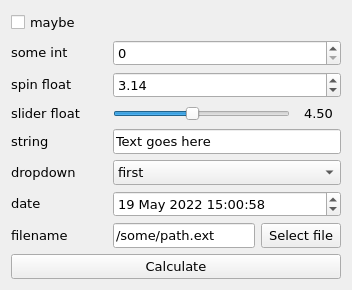 maybe
some int 0
spin float 3.14
slider float 4.50
string Text goes here
dropdown first
date 19 May 2022 15:00:58
filename /some/path.ext Select file
Calculate